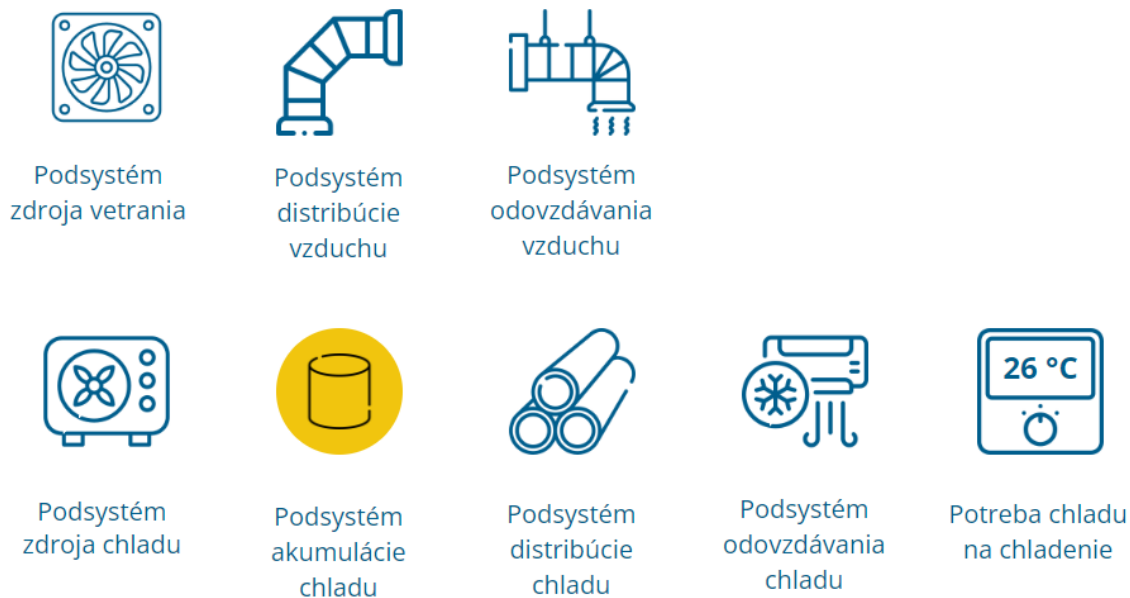 Podsystém
zdroja vetrania
Podsystém
distribúcie
vzduchu
Podsystém
odovzdávania
vzduchu
26 °C
Podsystém
zdroja chladu
Podsystém
akumulácie
chladu
Podsystém
distribúcie
chladu
Podsystém
odovzdávania
chladu
Potreba chladu
na chladenie